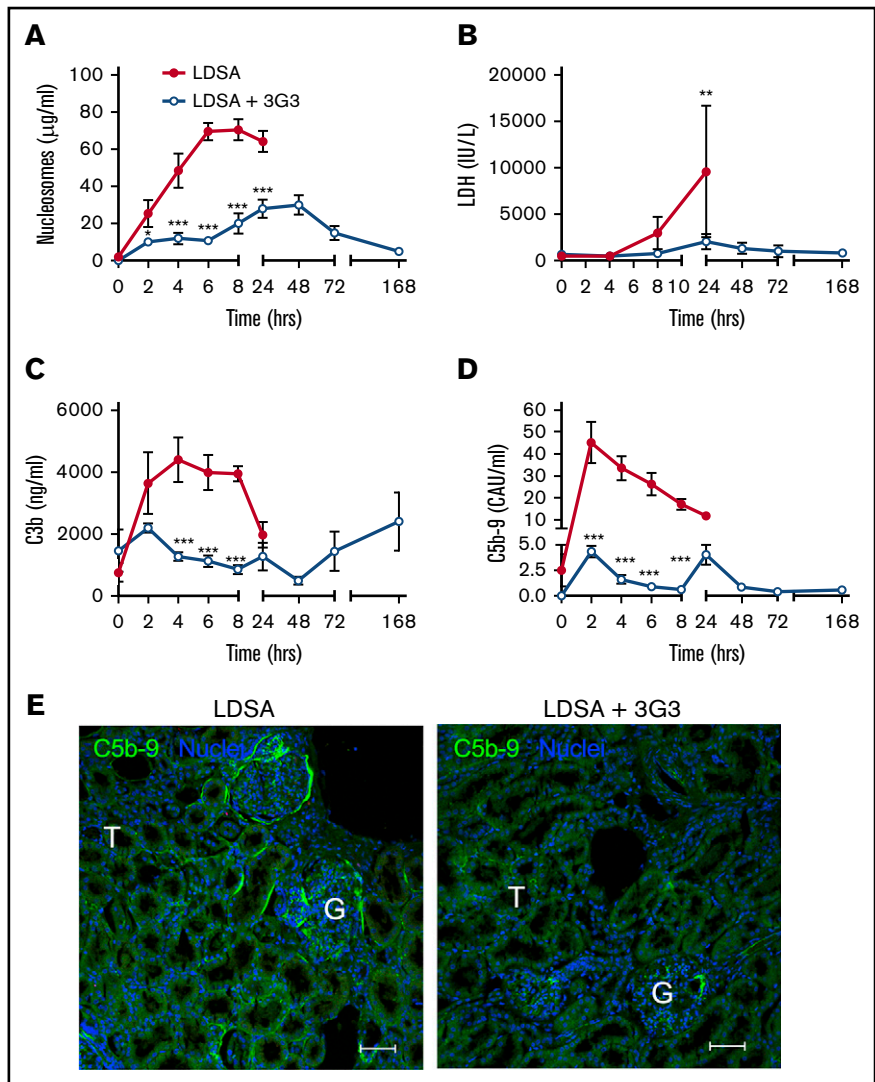 A
LDSA
LDSA + 3G3
100
80
60
40
20
0
Nucleosomes (μg/ml)
*
***
***
***
***
0 2 4 6 8 24 48 72 168
Time (hrs)
B
20000
15000
10000
5000
0
LDH (IU/L)
**
0 2 4 6 8 10 24 48 72 168
Time (hrs)
C
6000
4000
2000
0
C3b (ng/ml)
***
***
***
0 2 4 6 8 24 48 72 168
Time (hrs)
D
60
50
40
30
20
10
5.0
2.5
0.0
C5b-9 (CAU/ml)
***
***
***
***
0 2 4 6 8 24 48 72 168
Time (hrs)
E
LDSA
C5b-9 Nuclei
T
G
LDSA + 3G3
C5b-9 Nuclei
T
G